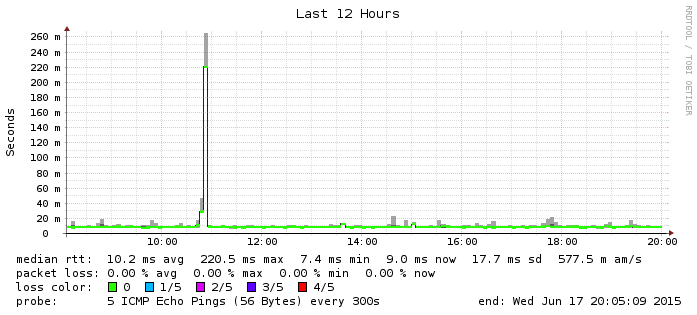 Last 12 Hours
RRDTOOL / TOBI OETIKER
Seconds
260 m
240 m
220 m
200 m
180 m
160 m
140 m
120 m
100 m
80 m
60 m
40 m
20 m
0
10:00 12:00 14:00 16:00 18:00 20:00
median rtt: 10.2 ms avg 220.5 ms max 7.4 ms min 9.0 ms now 17.7 ms sd 577.5 m am/s
packet loss: 0.00 % avg 0.00 % max 0.00 % min 0.00 % now
loss color: 0 1/5 2/5 3/5 4/5
probe: 5 ICMP Echo Pings (56 Bytes) every 300s end: Wed Jun 17 20:05:09 2015